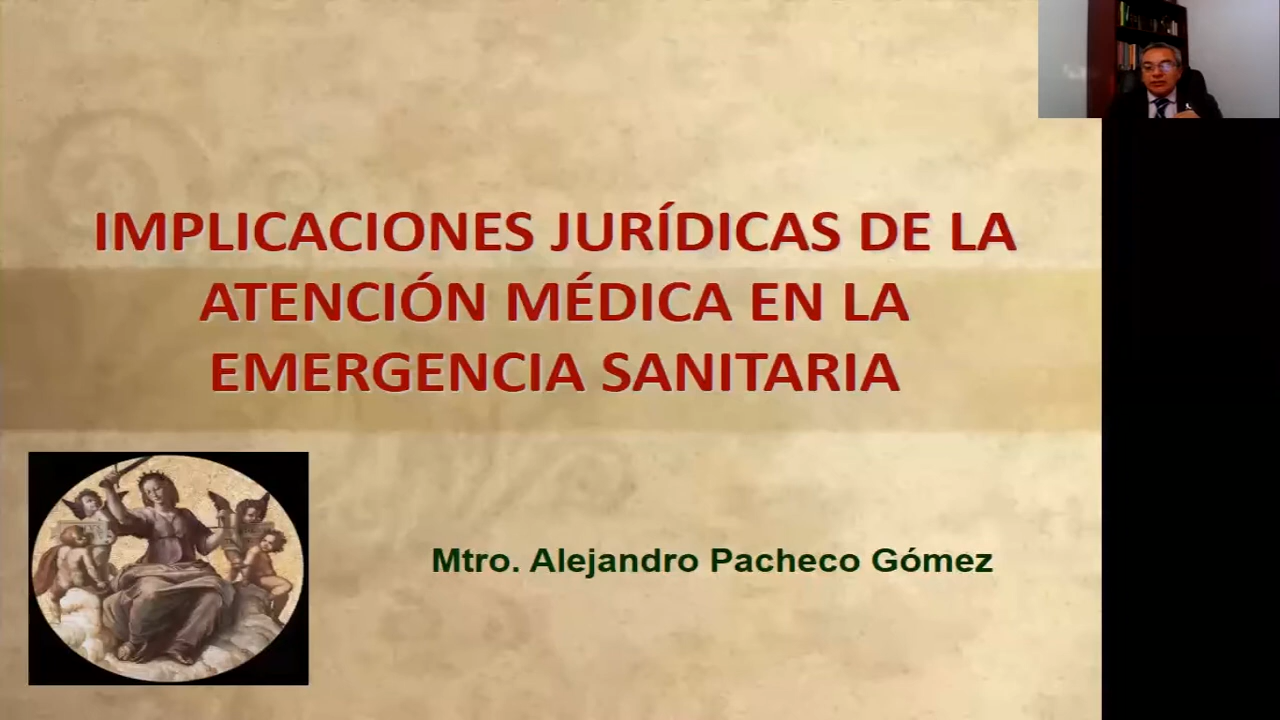 IMPLICACIONES JURÍDICAS DE LA
ATENCIÓN MÉDICA EN LA
EMERGENCIA SANITARIA
Mtro. Alejandro Pacheco Gómez